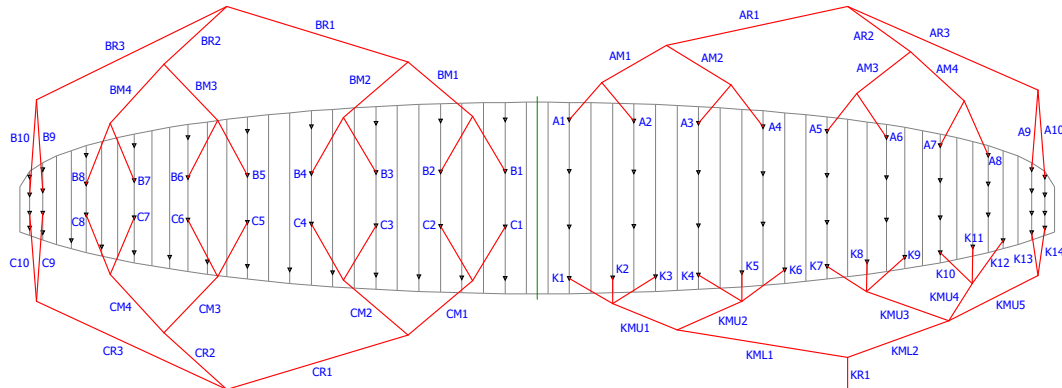 BR3
BR2
BR1
AR1
AR2
AR3
BM4
BM3
BM2
BM1
AM1
AM2
AM3
AM4
B10
B9
B8
B7
B6
B5
B4
B3
B2
B1
A1
A2
A3
A4
A5
A6
A7
A8
A9
A10
C10
C9
C8
C7
C6
C5
C4
C3
C2
C1
K1
K2
K3
K4
K5
K6
K7
K8
K9
K10
K11
K12
K13
K14
CM4
CM3
CM2
CM1
KMU1
KMU2
KMU3
KMU4
KMU5
CR3
CR2
CR1
KML1
KML2
KR1